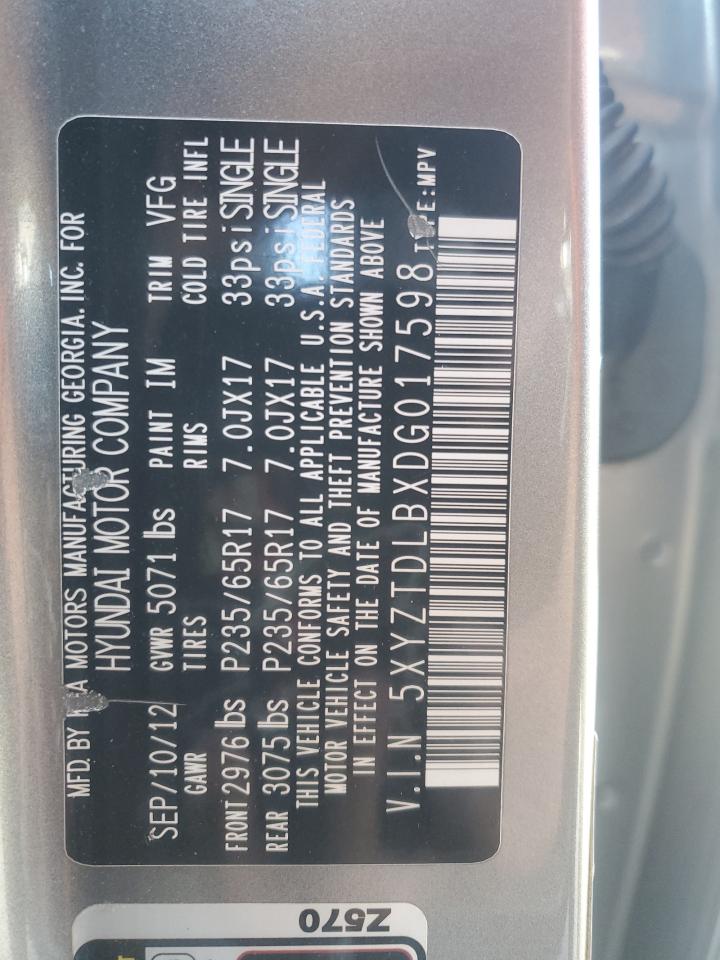 MFD. BY KIA MOTORS MANUFACTURING GEORGIA. INC. FOR
HYUNDAI MOTOR COMPANY
SEP/10/12 GVWR 5071 lbs PAINT IM TRIM VFG
GAWR TIRES RIMS COLD TIRE INFL
FRONT 2976 lbs P235/65R17 7.0JX17 33psi SINGLE
REAR 3075 lbs P235/65R17 7.0JX17 33psi SINGLE
THIS VEHICLE CONFORMS TO ALL APPLICABLE U.S.A. FEDERAL
MOTOR VEHICLE SAFETY AND THEFT PREVENTION STANDARDS
IN EFFECT ON THE DATE OF MANUFACTURE SHOWN ABOVE
V.I.N 5XYZTDLBXDG017598 TYPE:MPV
Z570